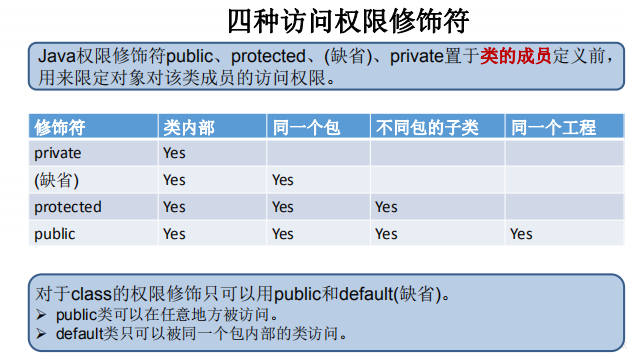 四种访问权限修饰符
Java权限修饰符public、protected、(缺省)、private置于类的成员定义前，
用来限定对象对该类成员的访问权限。
修饰符 类内部 同一个包 不同包的子类 同一个工程
private Yes
(缺省) Yes Yes
protected Yes Yes Yes
public Yes Yes Yes Yes
对于class的权限修饰只可以用public和default(缺省)。
➢ public类可以在任意地方被访问。
➢ default类只可以被同一个包内部的类访问。